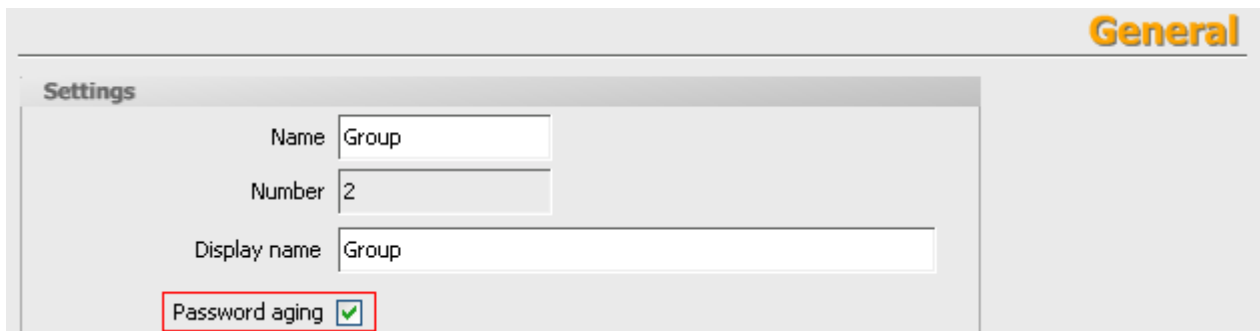 General
Settings
Name Group
Number 2
Display name Group
Password aging